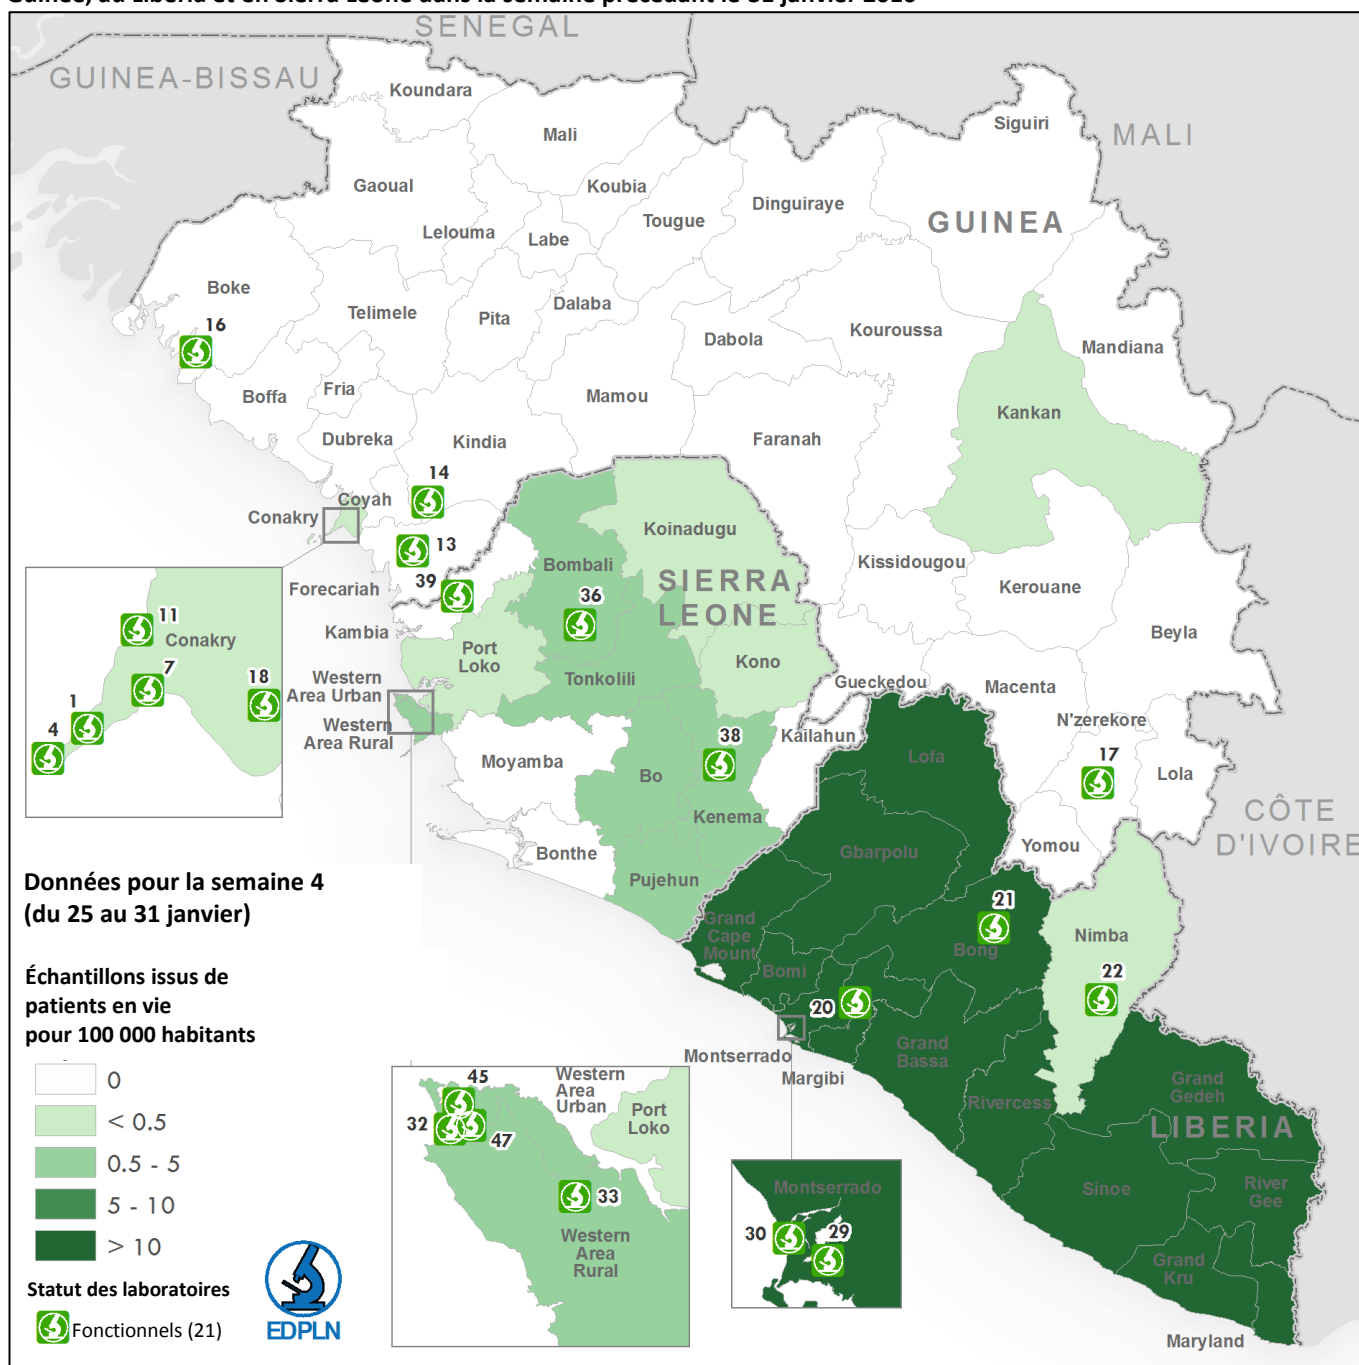 SENEGAL
GUINEA-BISSAU
Koundara
Mali
Siguiri
MALI
Gaoual
Koubia
Dinguiraye
Tougue
GUINEA
Lelouma
Labe
Boke
Dalaba
Telimele
Pita
16
Dabola
Kouroussa
Mandiana
Fria
Boffa
Mamou
Kankan
Dubreka
Kindia
Faranah
14
Coyah
Conakry
Koinadugu
13
Bombali
Kissidougou
39
SIERRA
LEONE
Forecariah
36
Kerouane
11
Conakry
Kambia
Beyla
Port
Loko
Kono
7
18
Western
Area Urban
Tonkolili
Gueckedou
Macenta
1
N'zerekore
4
Western
Area Rural
38
Kailahun
17
Moyamba
Lofa
Lola
Bo
CÔTE
D'IVOIRE
Kenema
Bonthe
Gbarpolu
Yomou
Pujehun
Données pour la semaine 4
(du 25 au 31 janvier)
21
Grand
Cape
Mount
Nimba
Bong
Bomi
22
20
Échantillons issus de
patients en vie
pour 100 000 habitants
Grand
Bassa
Montserrado
Margibi
0
< 0.5
0.5 - 5
5 - 10
> 10
45
Western
Area
Urban
Port
Loko
32
47
33
Western
Area
Rural
Rivercess
Grand
Gedeh
LIBERIA
Sinoe
River
Gee
Montserrado
30
29
Grand
Kru
Maryland
Statut des laboratoires
Fonctionnels (21)
EDPLN